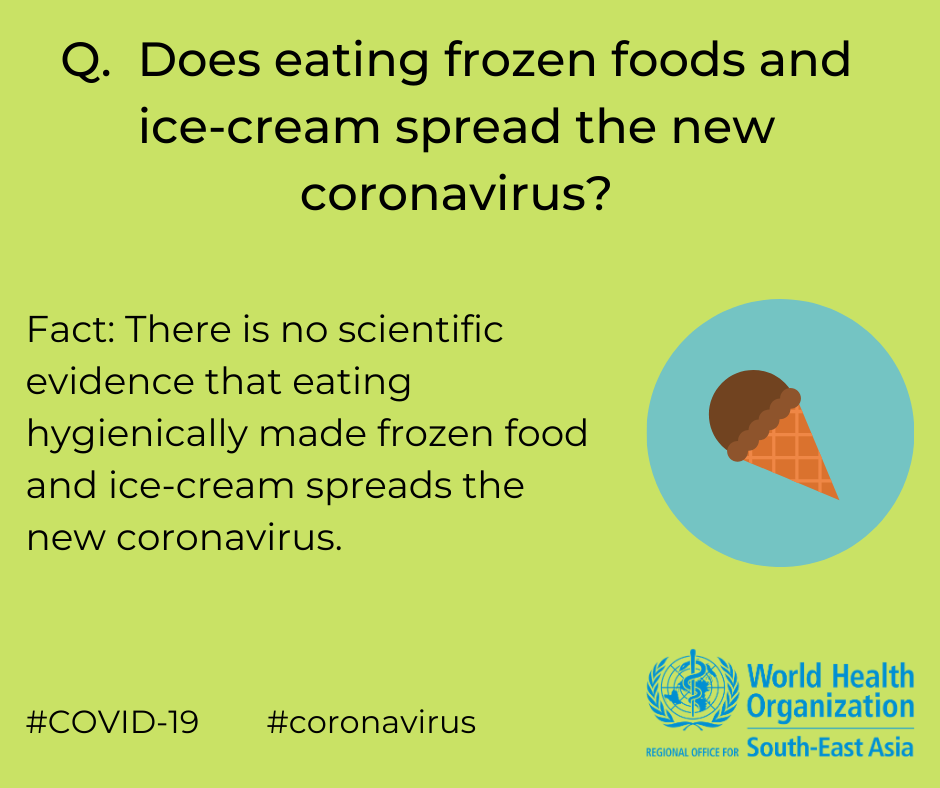 Q. Does eating frozen foods and
ice-cream spread the new
coronavirus?
Fact: There is no scientific
evidence that eating
hygienically made frozen food
and ice-cream spreads the
new coronavirus.
#COVID-19 #coronavirus
World Health
Organization
REGIONAL OFFICE FOR South-East Asia